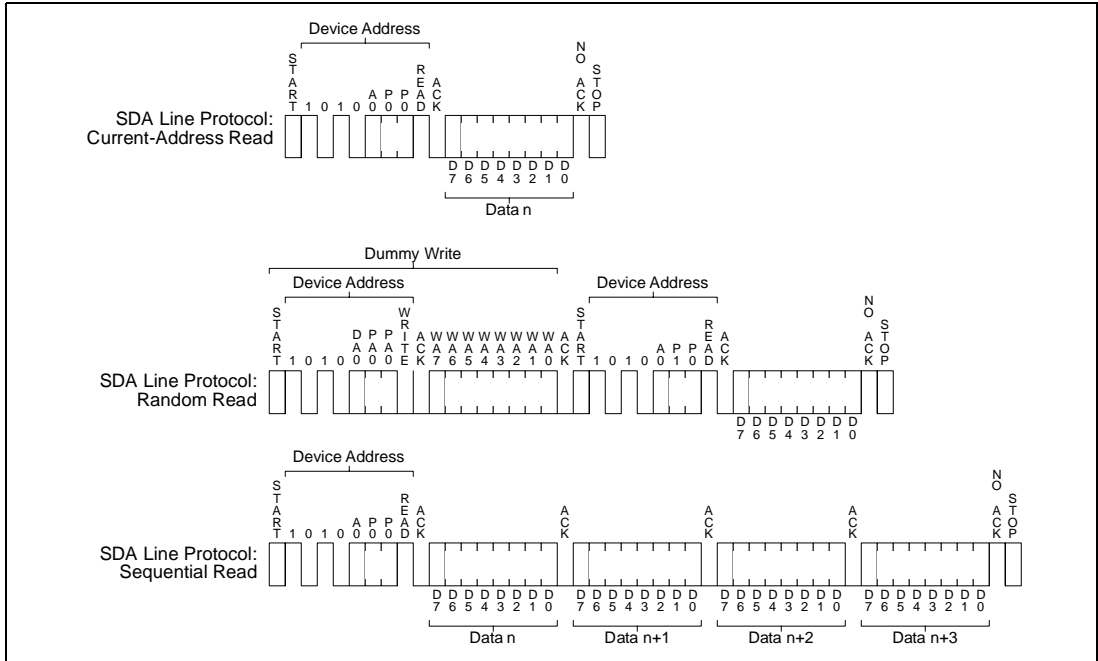 Device Address
START 1 0 1 0 A0 P0 P0 READ ACK NO ACK STOP
SDA Line Protocol:
Current-Address Read
D7 D6 D5 D4 D3 D2 D1 D0
Data n
Dummy Write
Device Address Device Address
START 1 0 1 0 DA0 PA0 PA0 WRITE ACK WA7 WA6 WA5 WA4 WA3 WA2 WA1 WA0 ACK START 1 0 1 0 A0 P1 P0 READ ACK NO ACK STOP
SDA Line Protocol:
Random Read
D7 D6 D5 D4 D3 D2 D1 D0
Device Address
START 1 0 1 0 A0 P0 P0 READ ACK ACK ACK ACK NO ACK STOP
SDA Line Protocol:
Sequential Read
D7 D6 D5 D4 D3 D2 D1 D0 D7 D6 D5 D4 D3 D2 D1 D0 D7 D6 D5 D4 D3 D2 D1 D0 D7 D6 D5 D4 D3 D2 D1 D0
Data n Data n+1 Data n+2 Data n+3